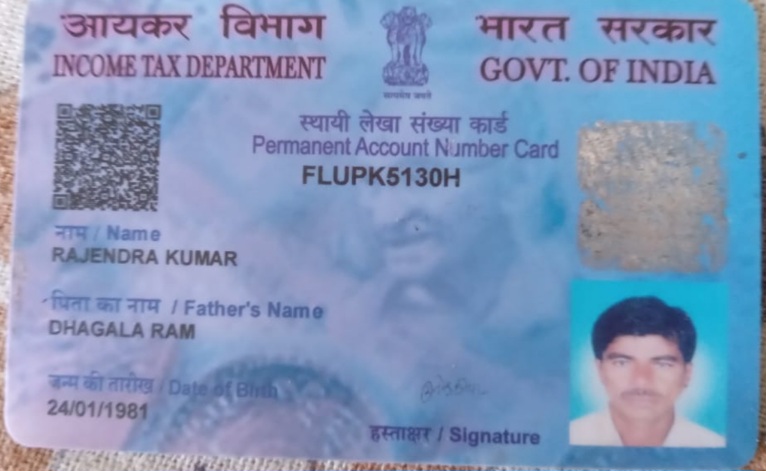 आयकर विभाग
INCOME TAX DEPARTMENT
सत्यमेव जयते
भारत सरकार
GOVT. OF INDIA
स्थायी लेखा संख्या कार्ड
Permanent Account Number Card
FLUPK5130H
नाम / Name
RAJENDRA KUMAR
पिता का नाम / Father's Name
DHAGALA RAM
जन्म की तारीख / Date of Birth
24/01/1981
हस्ताक्षर / Signature